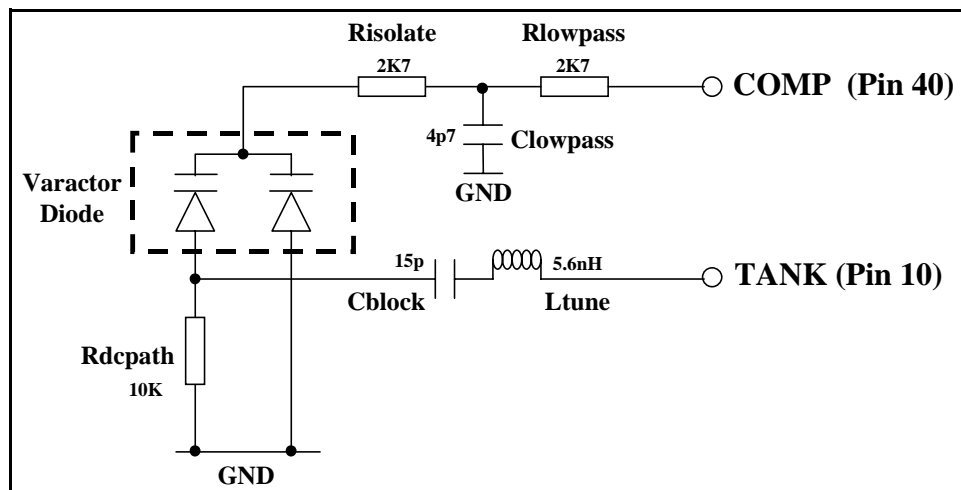 Risolate
Rlowpass
2K7
2K7
COMP (Pin 40)
4p7
Clowpass
GND
Varactor
Diode
15p
5.6nH
TANK (Pin 10)
Cblock
Ltune
Rdcpath
10K
GND